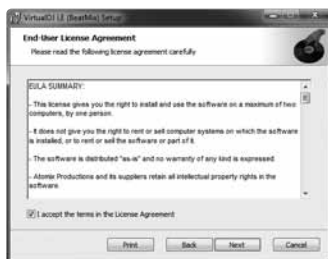 VirtualDJ LE (BeatMix) Setup
End-User License Agreement
Please read the following license agreement carefully
EULA SUMMARY:
- This license gives you the right to install and use the software on a maximum of two
computers, by one person.
- It does not give you the right to rent or sell computer systems on which the software
is installed, or to rent or sell the software or part of it.
- The software is distributed "as-is" and no warranty of any kind is expressed
- Atomix Productions and its suppliers retain all intellectual property rights in the
software.
I accept the terms in the License Agreement
Print
Back
Next
Cancel